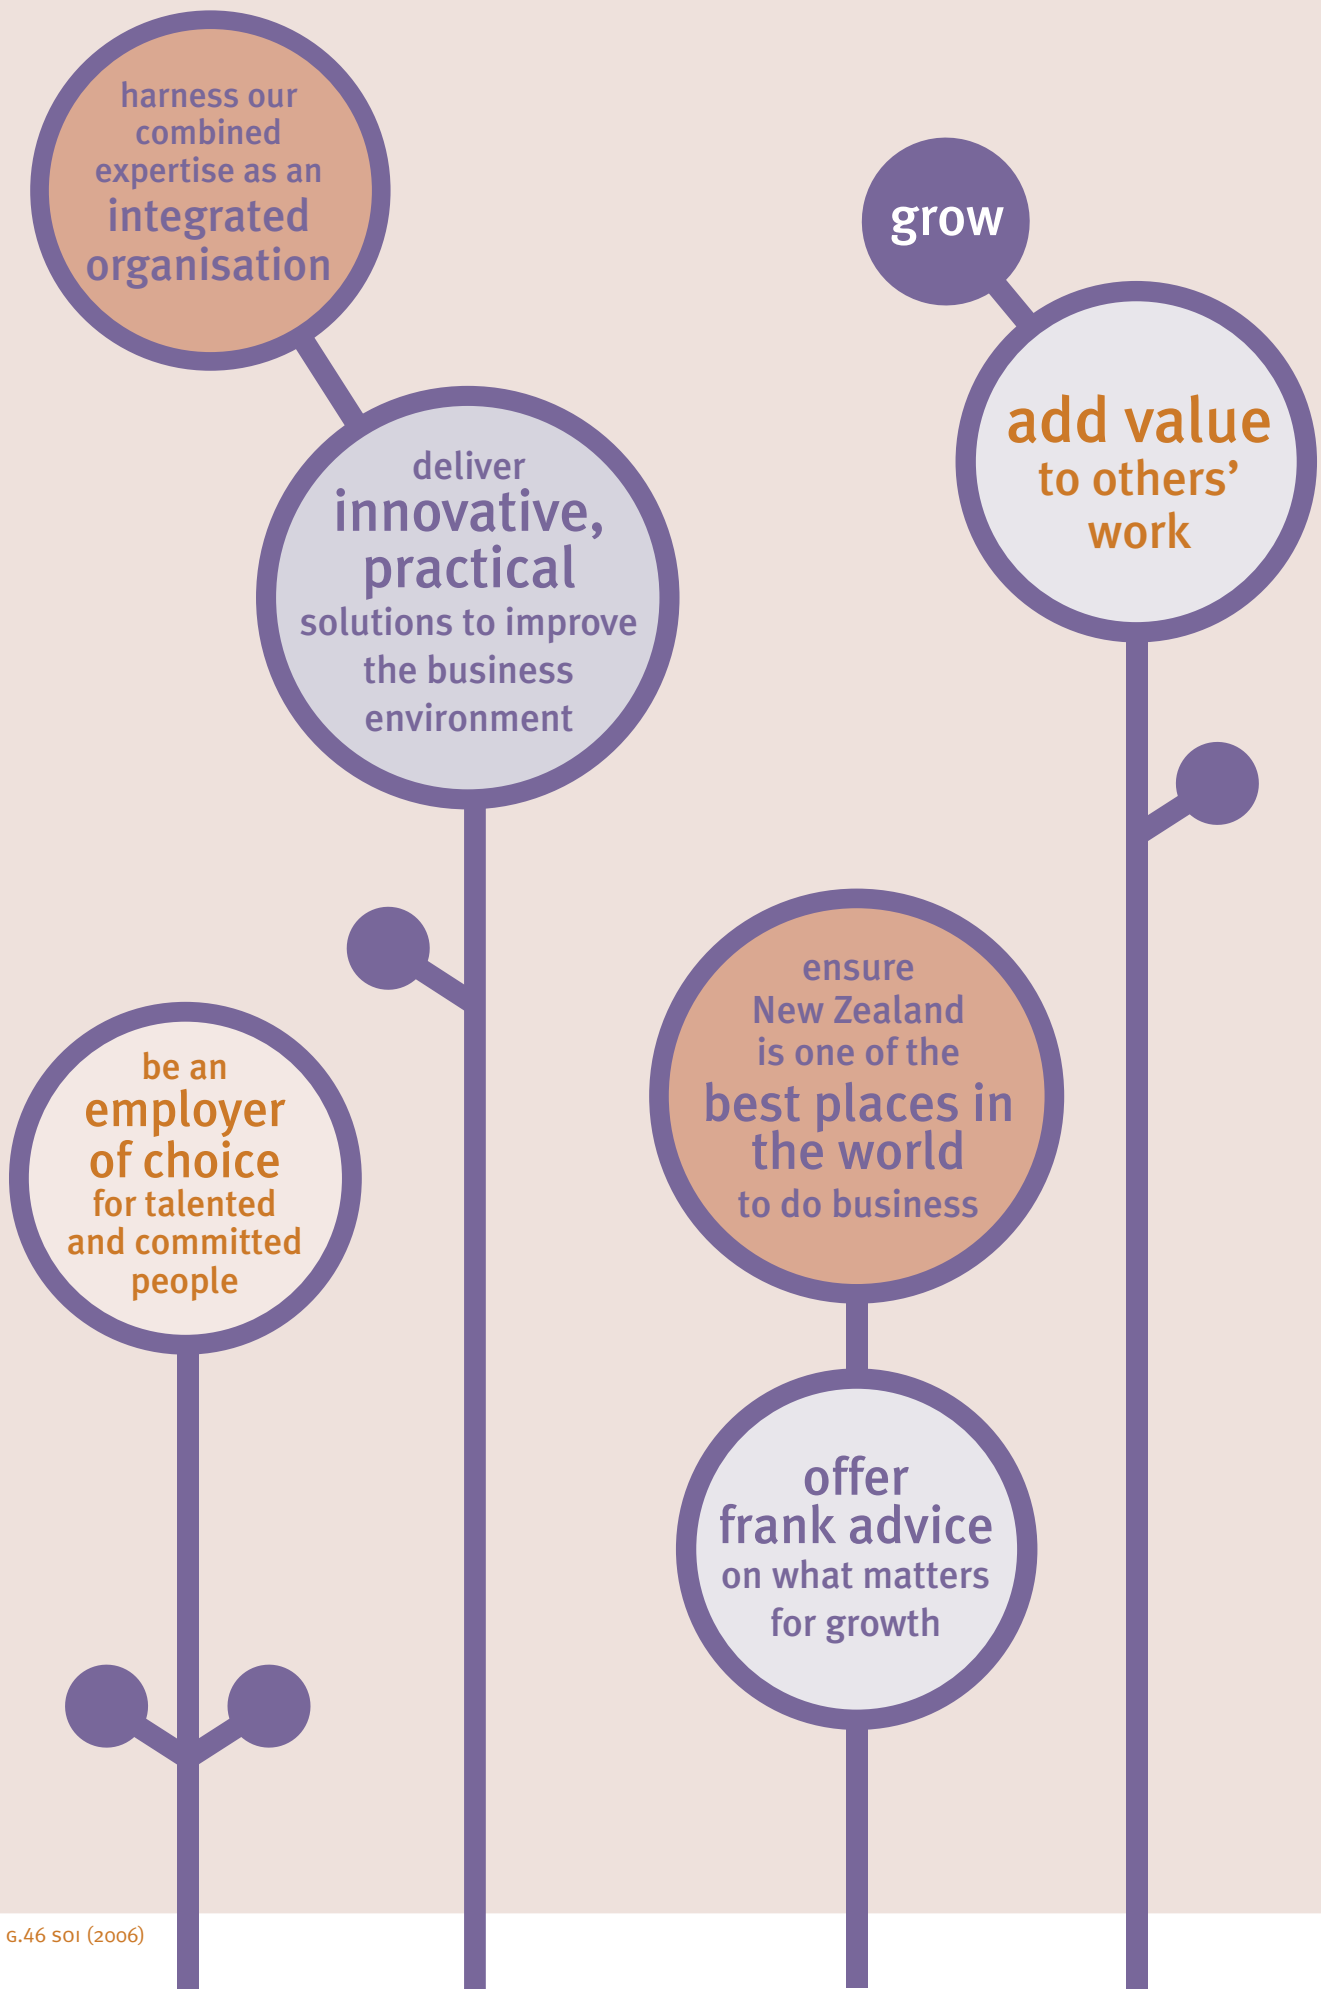 harness our
combined
expertise as an
integrated
organisation
grow
add value
to others’
work
deliver
innovative,
practical
solutions to improve
the business
environment
ensure
New Zealand
is one of the
best places in
the world
to do business
be an
employer
of choice
for talented
and committed
people
offer
frank advice
on what matters
for growth
G.46 SOI (2006)